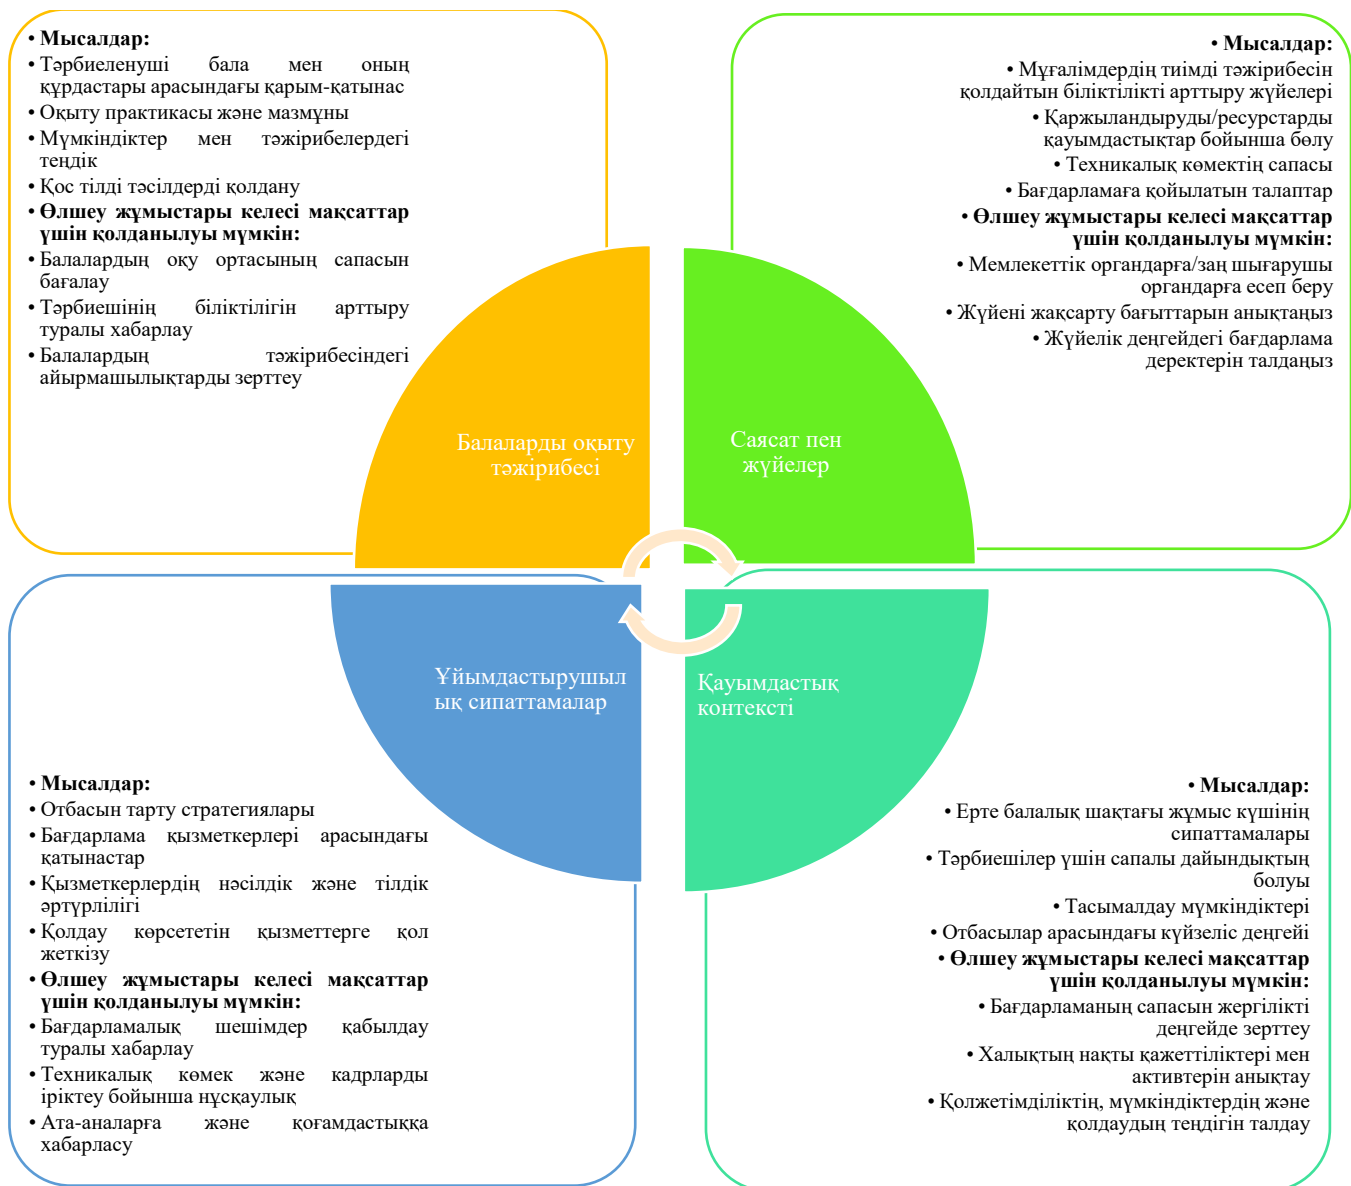 • Мысалдар:
• Тәрбиеленуші бала мен оның
құрдастары арасындағы қарым-қатынас
• Оқыту практикасы және мазмұны
• Мүмкіндіктер мен тәжірибелердегі
теңдік
• Қос тілді тәсілдерді қолдану
• Өлшеу жұмыстары келесі мақсаттар
үшін қолданылуы мүмкін:
• Балалардың оқу ортасының сапасын
бағалау
• Тәрбиешінің біліктілігін арттыру
туралы хабарлау
• Балалардың тәжірибесіндегі
айырмашылықтарды зерттеу
• Мысалдар:
• Мұғалімдердің тиімді тәжірибесін
қолдайтын біліктілікті арттыру жүйелері
• Қаржыландыруды/ресурстарды
қауымдастықтар бойынша бөлу
• Техникалық көмектің сапасы
• Бағдарламаға қойылатын талаптар
• Өлшеу жұмыстары келесі мақсаттар
үшін қолданылуы мүмкін:
• Мемлекеттік органдарға/заң шығарушы
органдарға есеп беру
• Жүйені жақсарту бағыттарын анықтаңыз
• Жүйелік деңгейдегі бағдарлама
деректерін талдаңыз
Балаларды оқыту
тәжірибесі
Саясат пен
жүйелер
Ұйымдастырушыл
ық сипаттамалар
Қауымдастық
контексті
• Мысалдар:
• Отбасын тарту стратегиялары
• Бағдарлама қызметкерлері арасындағы
қатынастар
• Қызметкерлердің нәсілдік және тілдік
әртүрлілігі
• Қолдау көрсететін қызметтерге қол
жеткізу
• Өлшеу жұмыстары келесі мақсаттар
үшін қолданылуы мүмкін:
• Бағдарламалық шешімдер қабылдау
туралы хабарлау
• Техникалық көмек және кадрларды
іріктеу бойынша нұсқаулық
• Ата-аналарға және қоғамдастыққа
хабарласу
• Мысалдар:
• Ерте балалық шақтағы жұмыс күшінің
сипаттамалары
• Тәрбиешілер үшін сапалы дайындықтың
болуы
• Тасымалдау мүмкіндіктері
• Отбасылар арасындағы күйзеліс деңгейі
• Өлшеу жұмыстары келесі мақсаттар
үшін қолданылуы мүмкін:
• Бағдарламаның сапасын жергілікті
деңгейде зерттеу
• Халықтың нақты қажеттіліктері мен
активтерін анықтау
• Қолжетімділіктің, мүмкіндіктердің және
қолдаудың теңдігін талдау